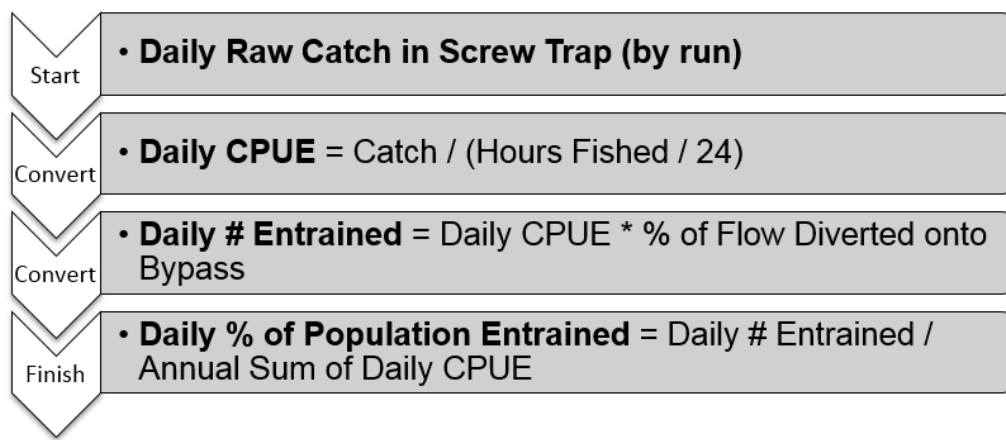 Start
• Daily Raw Catch in Screw Trap (by run)
Convert
• Daily CPUE = Catch / (Hours Fished / 24)
Convert
• Daily # Entrained = Daily CPUE * % of Flow Diverted onto
Bypass
Finish
• Daily % of Population Entrained = Daily # Entrained /
Annual Sum of Daily CPUE